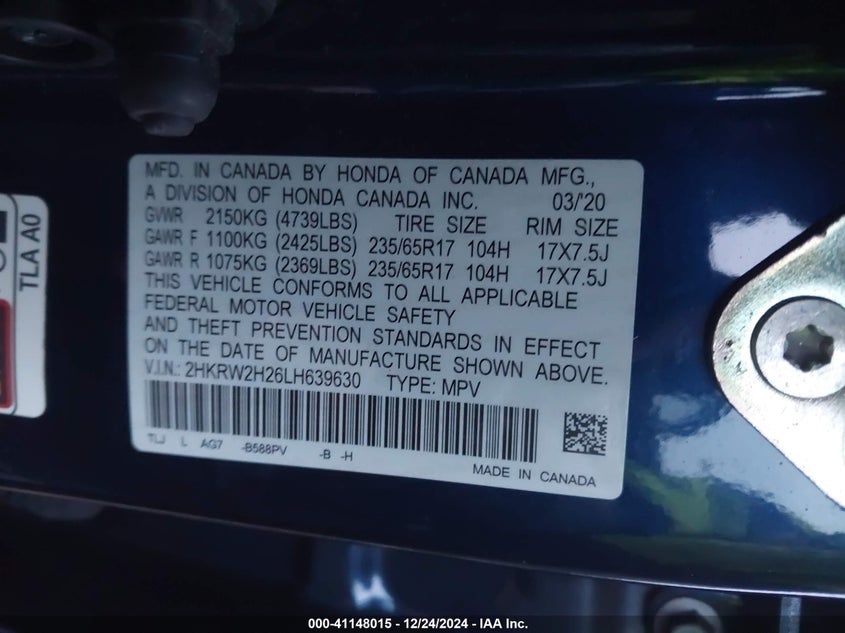 MFD. IN CANADA BY HONDA OF CANADA MFG.,
A DIVISION OF HONDA CANADA INC. 03/'20
GVWR 2150KG (4739LBS) TIRE SIZE RIM SIZE
GAWR F 1100KG (2425LBS) 235/65R17 104H 17X7.5J
GAWR R 1075KG (2369LBS) 235/65R17 104H 17X7.5J
THIS VEHICLE CONFORMS TO ALL APPLICABLE
FEDERAL MOTOR VEHICLE SAFETY
AND THEFT PREVENTION STANDARDS IN EFFECT
ON THE DATE OF MANUFACTURE SHOWN ABOVE.
V.I.N.: 2HKRW2H26LH639630 TYPE: MPV
TLJ L AG7 -B588PV -B -H
MADE IN CANADA
TLA A0
000-41148015 - 12/24/2024 - IAA Inc.